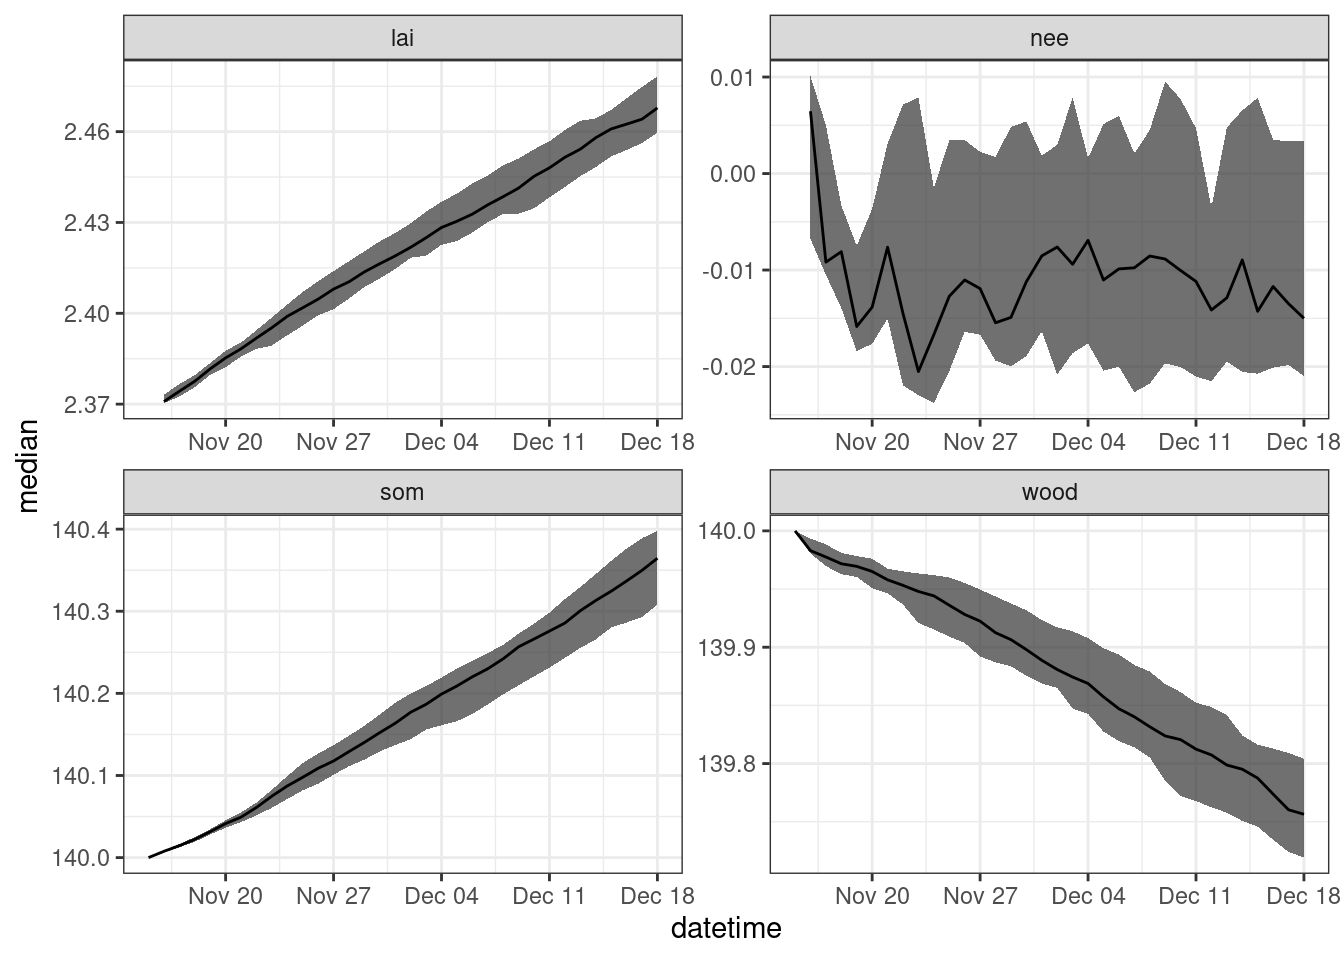 lai
nee
2.46
2.43
2.40
2.37
0.01
0.00
-0.01
-0.02
Nov 20 Nov 27 Dec 04 Dec 11 Dec 18
Nov 20 Nov 27 Dec 04 Dec 11 Dec 18
median
som
wood
140.4
140.3
140.2
140.1
140.0
140.0
139.9
139.8
Nov 20 Nov 27 Dec 04 Dec 11 Dec 18
Nov 20 Nov 27 Dec 04 Dec 11 Dec 18
datetime